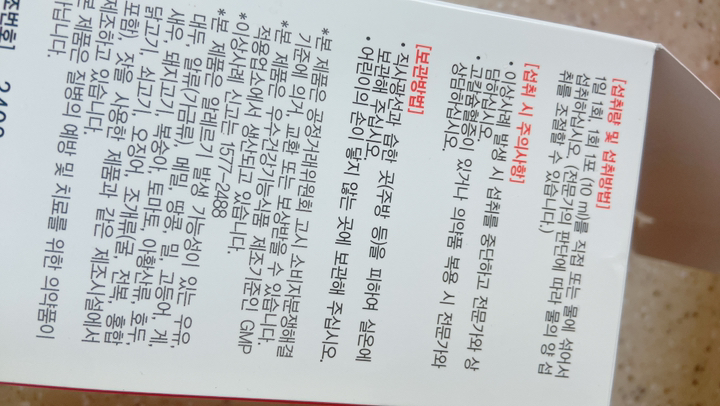 [섭취량 및 섭취방법]
1일 1회, 1회 1포 (10 ml)를 직접 또는 물에 섞어서
섭취하십시오. (전문가의 판단에 따라 물의 양 섭
취를 조절할 수 있습니다.)
[섭취 시 주의사항]
• 이상사례 발생 시 섭취를 중단하고 전문가와 상
담하십시오.
• 고칼슘혈증이 있거나 의약품 복용 시 전문가와
상담하십시오.
[보관방법]
• 직사광선과 습한 곳(주방 등)을 피하여 실온에
보관해 주십시오.
• 어린이의 손이 닿지 않는 곳에 보관해 주십시오.
*본 제품은 공정거래위원회 고시 소비자분쟁해결
기준에 의거, 교환 또는 보상받을 수 있습니다.
*본 제품은 우수건강기능식품 제조기준인 GMP
적용업소에서 생산되고 있습니다.
*이상사례 신고는 1577-2488
*본 제품은 알레르기 발생 가능성이 있는 우유,
대두, 알류(가금류), 메밀, 땅콩, 밀, 고등어, 게,
새우, 돼지고기, 복숭아, 토마토, 아황산류, 호두,
닭고기, 쇠고기, 오징어, 조개류(굴, 전복, 홍합
포함), 잣을 사용한 제품과 같은 제조시설에서
제조하고 있습니다.
제품은 질병의 예방 및 치료를 위한 의약품이
아닙니다.